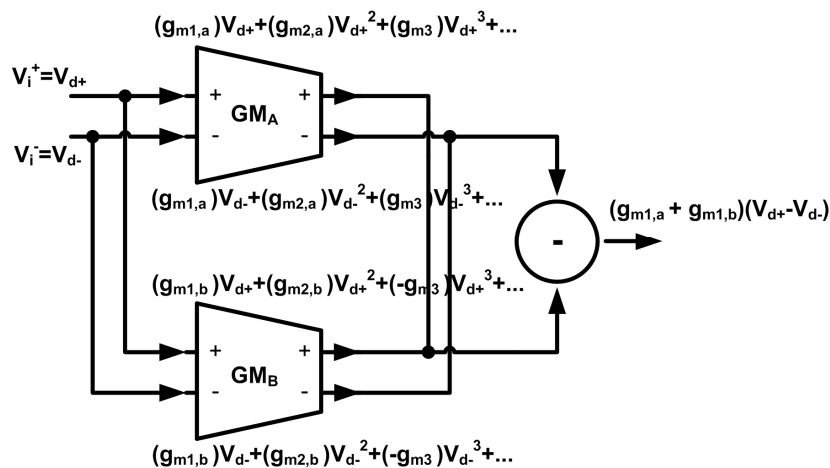 (gm1,a)Vd++(gm2,a)Vd+²+(gm3)Vd+³+...
Vi⁺=Vd+
+ GMA +
- -
Vi⁻=Vd-
(gm1,a)Vd-+(gm2,a)Vd-²+(gm3)Vd-³+...
(gm1,a + gm1,b)(Vd+-Vd-)
-
(gm1,b)Vd++(gm2,b)Vd+²+(-gm3)Vd+³+...
+ +
GMB
- -
(gm1,b)Vd-+(gm2,b)Vd-²+(-gm3)Vd-³+...